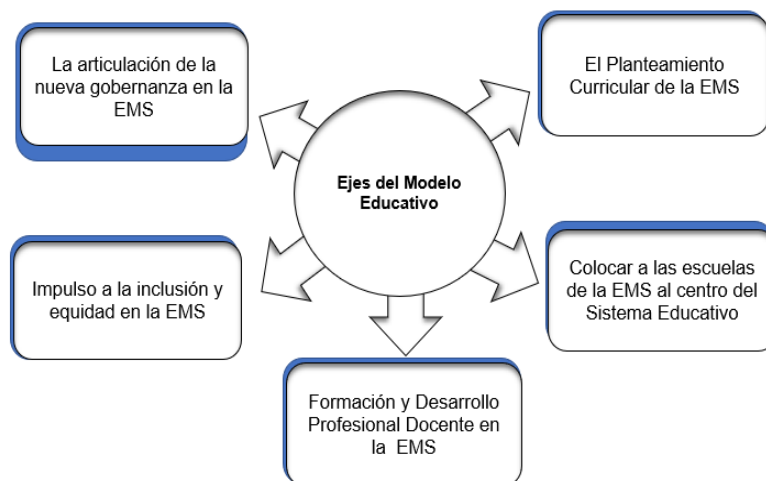 La articulación de la
nueva gobernanza en la
EMS
El Planteamiento
Curricular de la EMS
Ejes del Modelo
Educativo
Impulso a la inclusión y
equidad en la EMS
Colocar a las escuelas
de la EMS al centro del
Sistema Educativo
Formación y Desarrollo
Profesional Docente en
la EMS